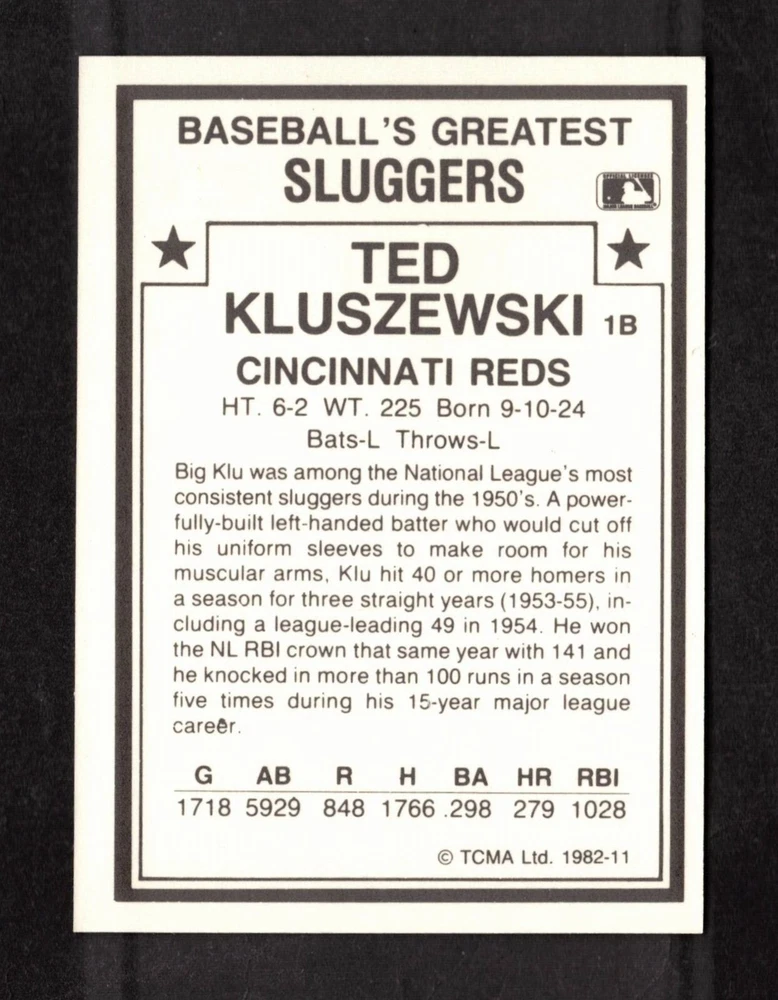 BASEBALL'S GREATEST
SLUGGERS
TED
KLUSZEWSKI 1B
CINCINNATI REDS
HT. 6-2 WT. 225 Born 9-10-24
Bats-L Throws-L
Big Klu was among the National League's most
consistent sluggers during the 1950's. A power-
fully-built left-handed batter who would cut off
his uniform sleeves to make room for his
muscular arms, Klu hit 40 or more homers in
a season for three straight years (1953-55), in-
cluding a league-leading 49 in 1954. He won
the NL RBI crown that same year with 141 and
he knocked in more than 100 runs in a season
five times during his 15-year major league
career.
G AB R H BA HR RBI
1718 5929 848 1766 .298 279 1028
© TCMA Ltd. 1982-11